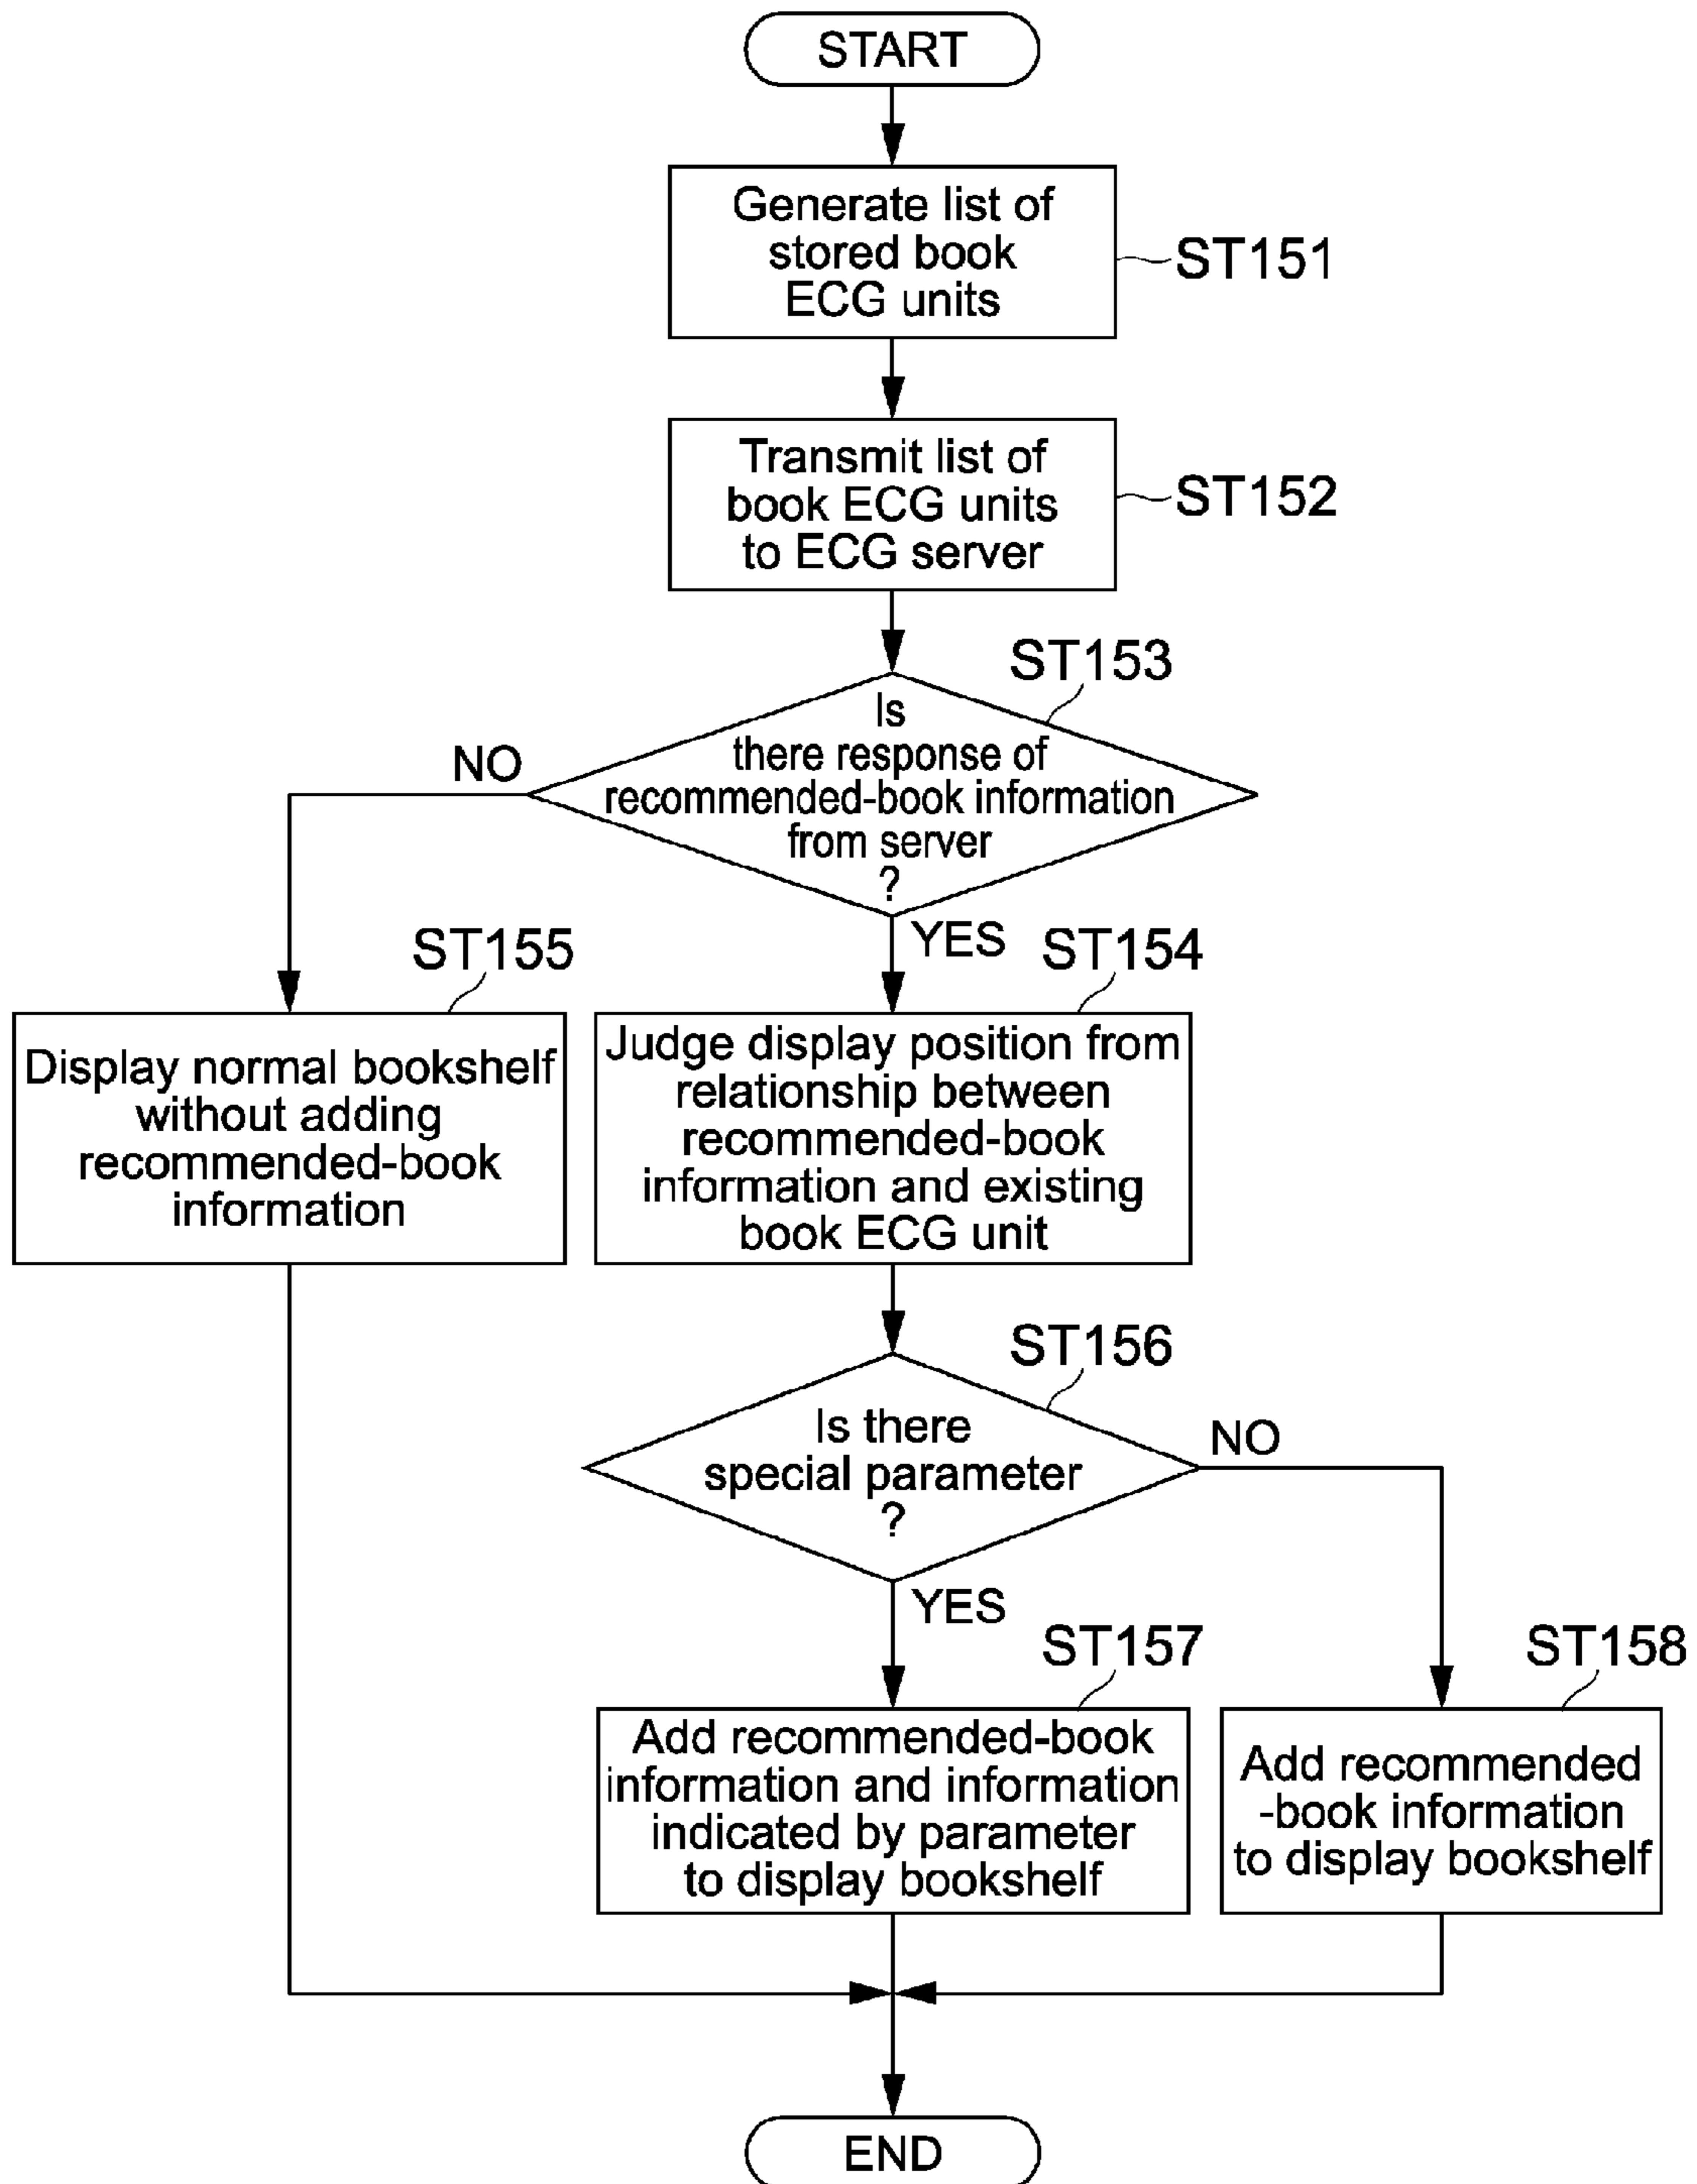 START
Generate list of
stored book
ECG units
ST151
Transmit list of
book ECG units
to ECG server
ST152
ST153
Is
there response of
recommended-book information
from server
?
NO
YES
ST155
ST154
Display normal bookshelf
without adding
recommended-book
information
Judge display position from
relationship between
recommended-book
information and existing
book ECG unit
ST156
Is there
special parameter
?
NO
YES
ST157
ST158
Add recommended-book
information and information
indicated by parameter
to display bookshelf
Add recommended
-book information
to display bookshelf
END